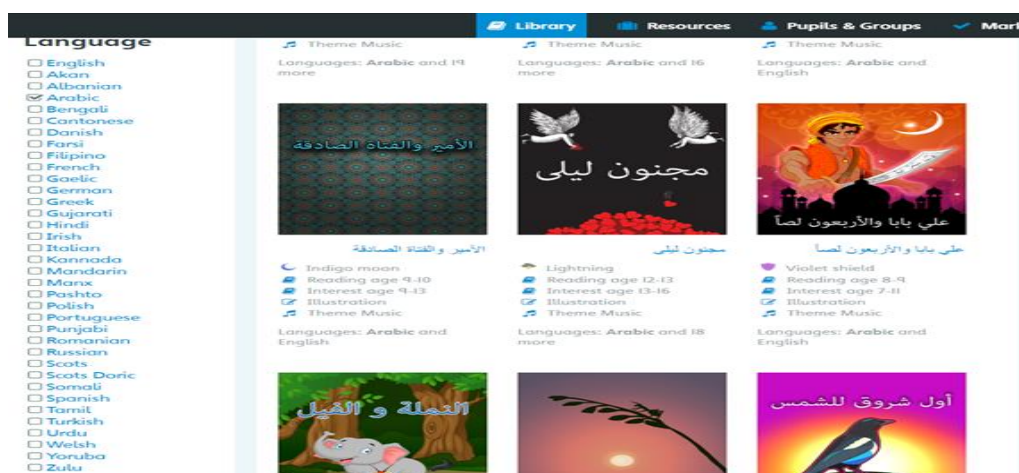 Library
Resources
Pupils & Groups
Mar
Language
English
Akan
Albanian
Arabic
Bengali
Cantonese
Danish
Farsi
Filipino
French
Gaelic
German
Greek
Gujarati
Hindi
Irish
Italian
Kannada
Mandarin
Manx
Pashto
Polish
Portuguese
Punjabi
Romanian
Russian
Scots
Scots Doric
Somali
Spanish
Tamil
Turkish
Urdu
Welsh
Yoruba
Zulu
Theme Music
Languages: Arabic and 19
more
Theme Music
Languages: Arabic and 16
more
Theme Music
Languages: Arabic and
English
الأمير والفتاة الصادقة
الأمير والفتاة الصادقة
Indigo moon
Reading age 9-10
Interest age 9-13
Illustration
Theme Music
Languages: Arabic and
English
مجنون ليلى
مجنون ليلى
Lightning
Reading age 12-13
Interest age 13-16
Illustration
Theme Music
Languages: Arabic and 18
more
علي بابا والأربعون لصاً
علي بابا والأربعون لصاً
Violet shield
Reading age 8-9
Interest age 7-11
Illustration
Theme Music
Languages: Arabic and
English
النملة و الفيل
أول شروق للشمس